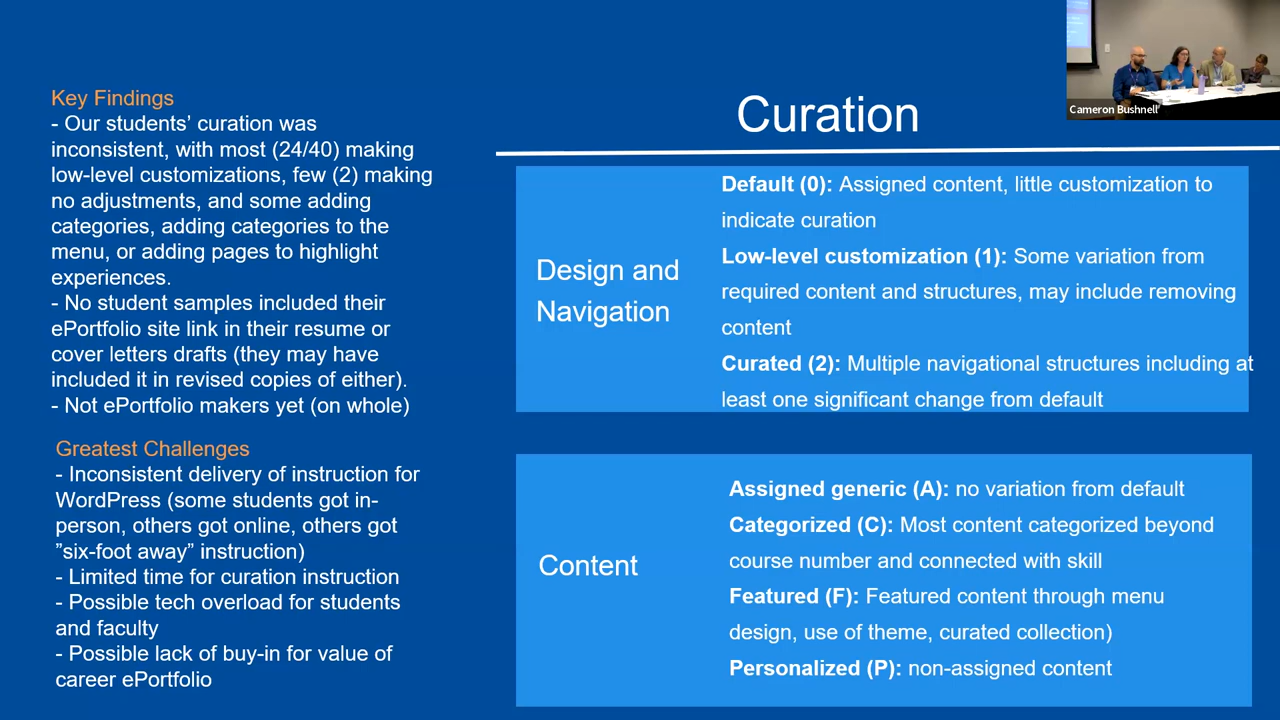 Key Findings
- Our students’ curation was
inconsistent, with most (24/40) making
low-level customizations, few (2) making
no adjustments, and some adding
categories, adding categories to the
menu, or adding pages to highlight
experiences.
- No student samples included their
ePortfolio site link in their resume or
cover letters drafts (they may have
included it in revised copies of either).
- Not ePortfolio makers yet (on whole)
Greatest Challenges
- Inconsistent delivery of instruction for
WordPress (some students got in-
person, others got online, others got
”six-foot away” instruction)
- Limited time for curation instruction
- Possible tech overload for students
and faculty
- Possible lack of buy-in for value of
career ePortfolio
Curation
Design and
Navigation
Default (0): Assigned content, little customization to
indicate curation
Low-level customization (1): Some variation from
required content and structures, may include removing
content
Curated (2): Multiple navigational structures including at
least one significant change from default
Content
Assigned generic (A): no variation from default
Categorized (C): Most content categorized beyond
course number and connected with skill
Featured (F): Featured content through menu
design, use of theme, curated collection)
Personalized (P): non-assigned content
Cameron Bushnell